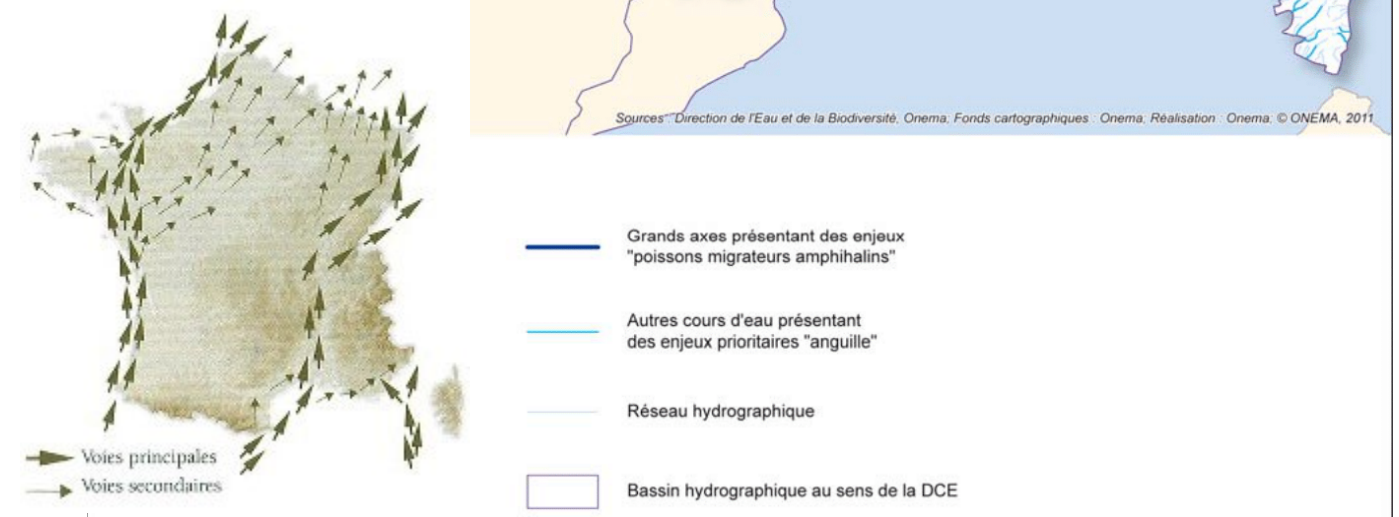 Sources : Direction de l'Eau et de la Biodiversité, Onema; Fonds cartographiques : Onema; Réalisation : Onema; © ONEMA, 2011
Grands axes présentant des enjeux
"poissons migrateurs amphihalins"
Autres cours d'eau présentant
des enjeux prioritaires "anguille"
Réseau hydrographique
Bassin hydrographique au sens de la DCE
Voies principales
Voies secondaires